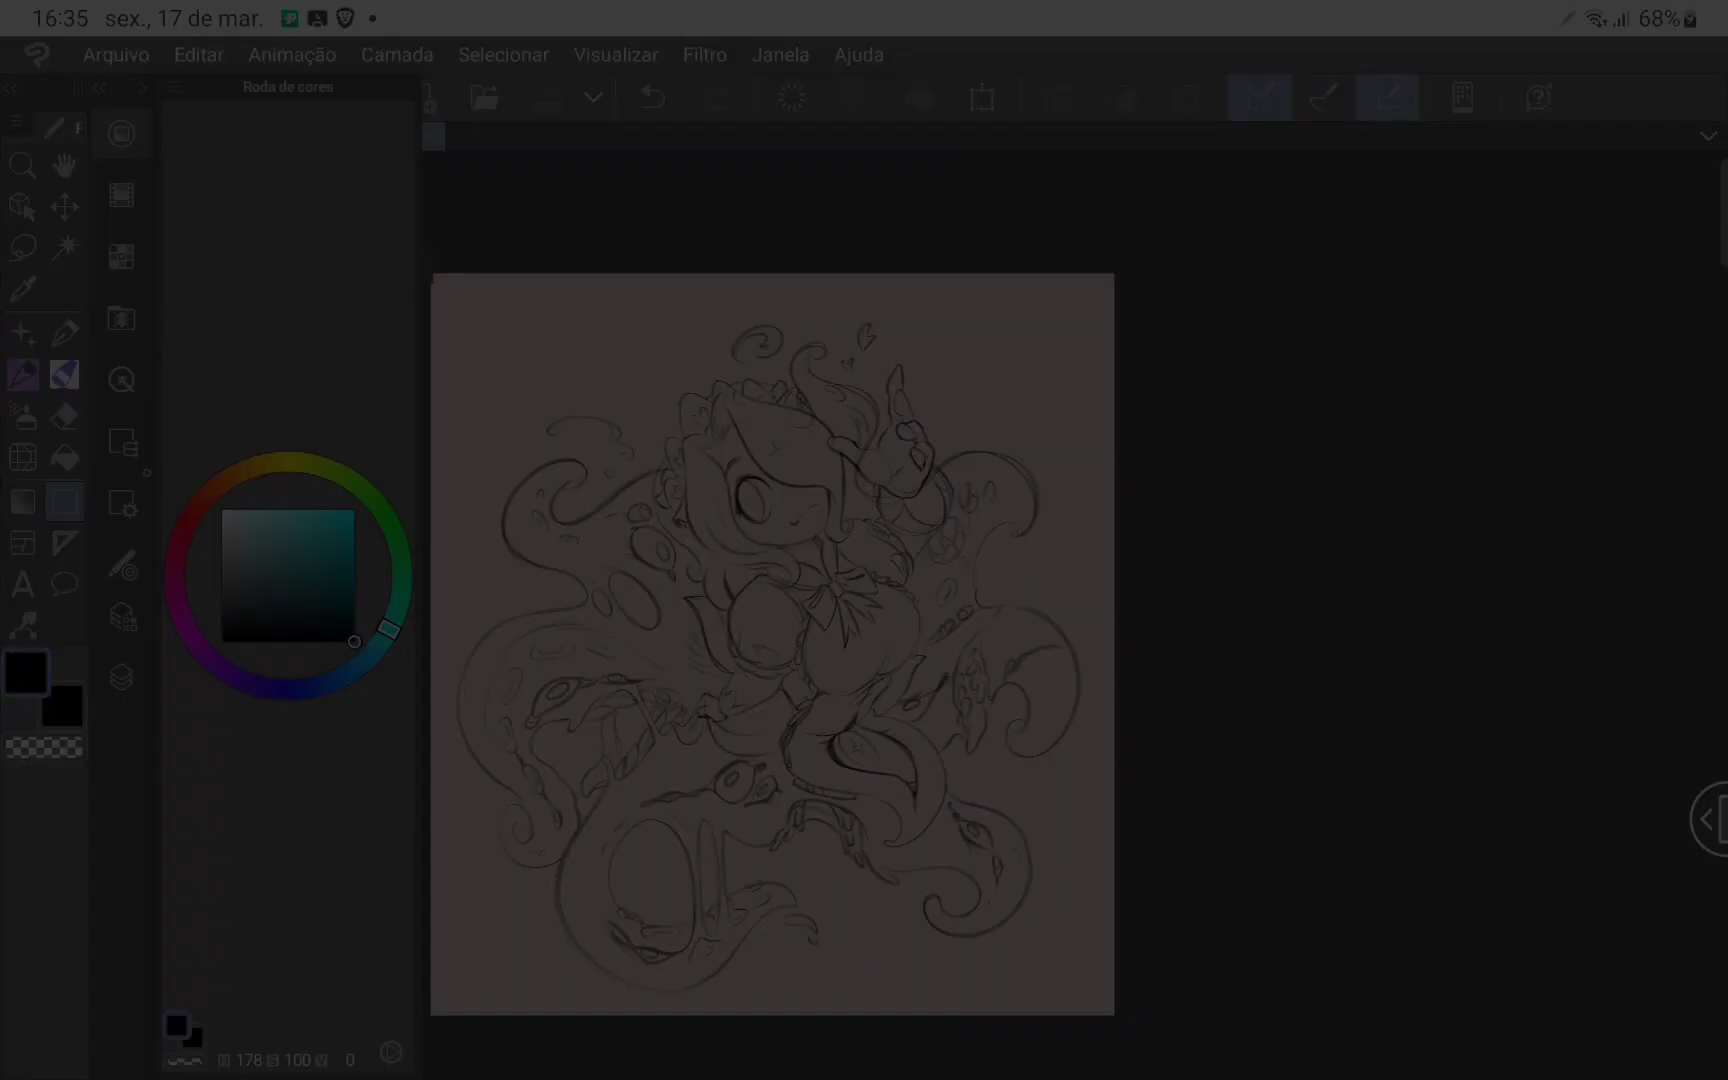 16:35 sex., 17 de mar. 68%
Arquivo Editar Animação Camada Selecionar Visualizar Filtro Janela Ajuda
Roda de cores
A
178 100 0